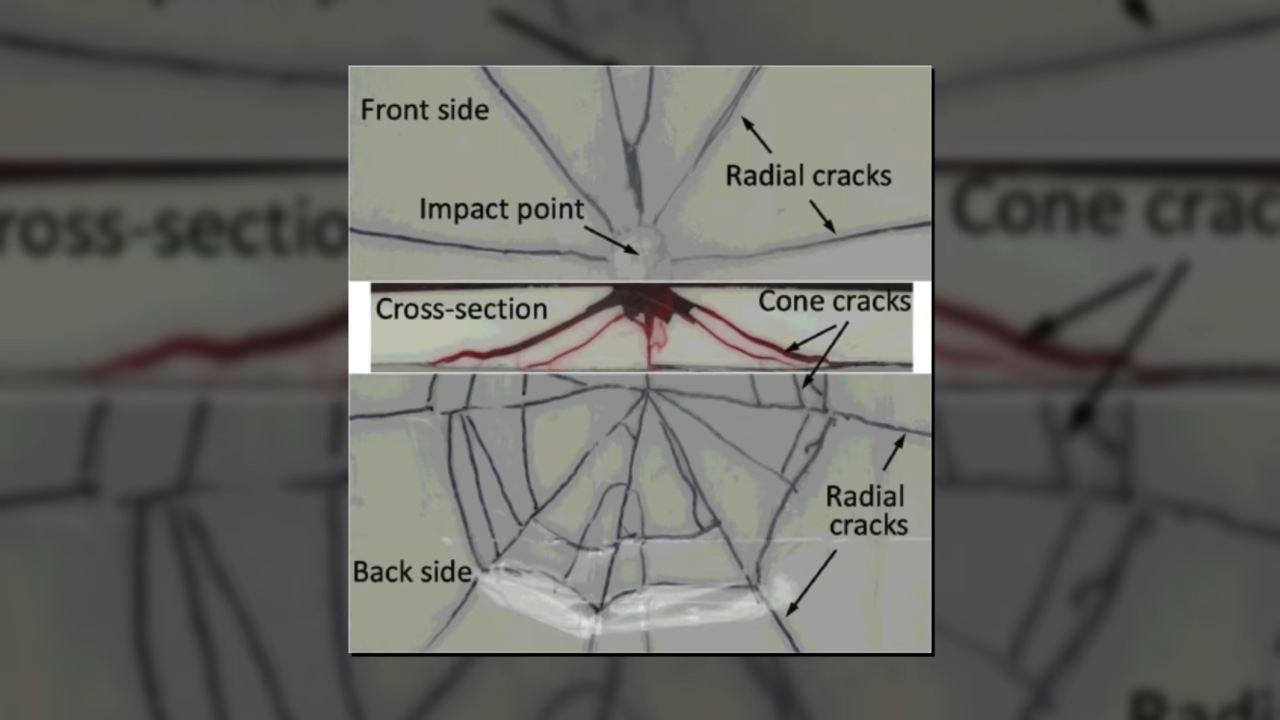 Front side
Radial cracks
Impact point
Cross-section
Cone cracks
Radial
cracks
Back side